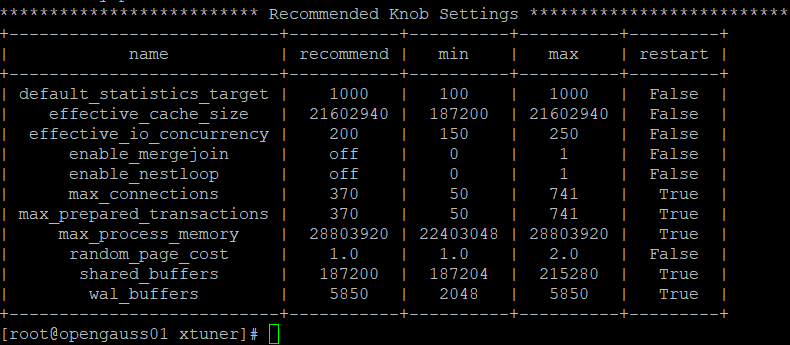 ************************** Recommended Knob Settings **************************
+---------------------------+-----------+----------+----------+---------+
|            name           | recommend |   min    |   max    | restart |
+---------------------------+-----------+----------+----------+---------+
| default_statistics_target |    1000   |   100    |   1000   |  False  |
|    effective_cache_size   |  21602940 |  187200  | 21602940 |  False  |
|  effective_io_concurrency |    200    |   150    |   250    |  False  |
|      enable_mergejoin     |    off    |    0     |    1     |  False  |
|      enable_nestloop      |    off    |    0     |    1     |  False  |
|      max_connections      |    370    |    50    |   741    |   True  |
| max_prepared_transactions |    370    |    50    |   741    |   True  |
|     max_process_memory    |  28803920 | 22403048 | 28803920 |   True  |
|      random_page_cost     |    1.0    |   1.0    |   2.0    |  False  |
|       shared_buffers      |   187200  |  187204  |  215280  |   True  |
|        wal_buffers        |    5850   |   2048   |   5850   |   True  |
+---------------------------+-----------+----------+----------+---------+
[root@opengauss01 xtuner]#